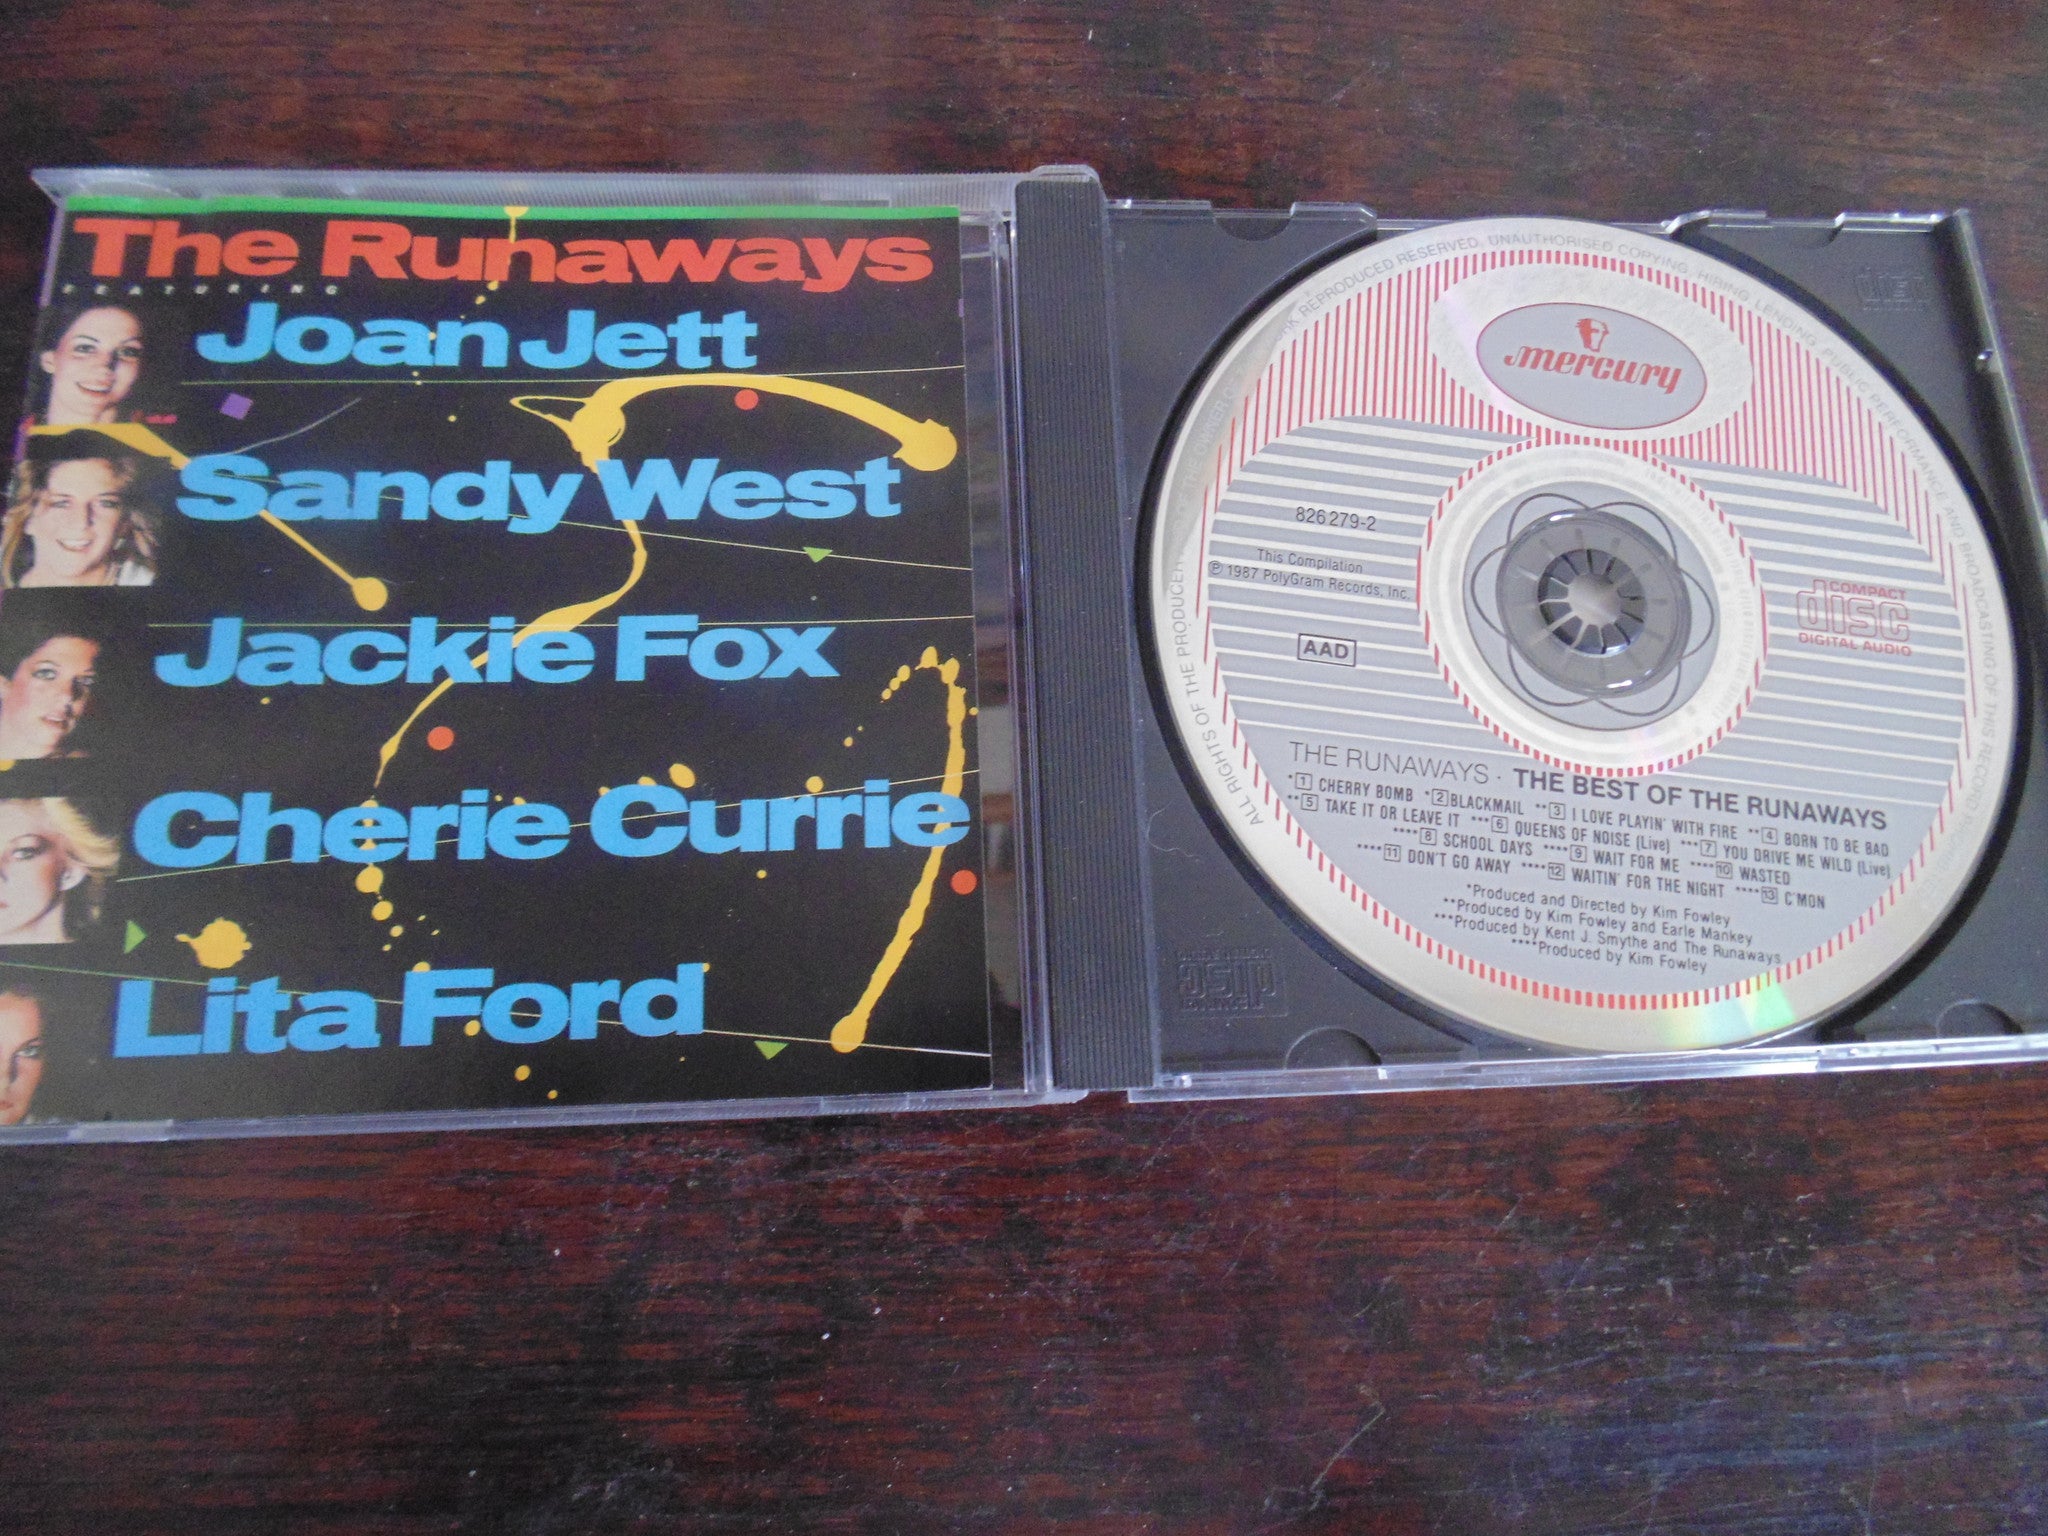 The Runaways
FEATURING
Joan Jett
Sandy West
Jackie Fox
Cherie Currie
Lita Ford
ALL RIGHTS OF THE PRODUCER
REPRODUCED RESERVED. UNAUTHORISED COPYING, HIRING, LENDING, PUBLIC PERFORMANCE AND BROADCASTING OF THIS RECORD
mercury
826 279-2
This Compilation
℗ 1987 PolyGram Records, Inc.
AAD
COMPACT
disc
DIGITAL AUDIO
THE RUNAWAYS · THE BEST OF THE RUNAWAYS
*1 CHERRY BOMB *2 BLACKMAIL **3 I LOVE PLAYIN' WITH FIRE **4 BORN TO BE BAD
**5 TAKE IT OR LEAVE IT ***6 QUEENS OF NOISE (Live) ***7 YOU DRIVE ME WILD (Live)
****8 SCHOOL DAYS ****9 WAIT FOR ME ****10 WASTED
****11 DON'T GO AWAY ****12 WAITIN' FOR THE NIGHT ****13 C'MON
*Produced and Directed by Kim Fowley
**Produced by Kim Fowley and Earle Mankey
***Produced by Kent J. Smythe and The Runaways
****Produced by Kim Fowley